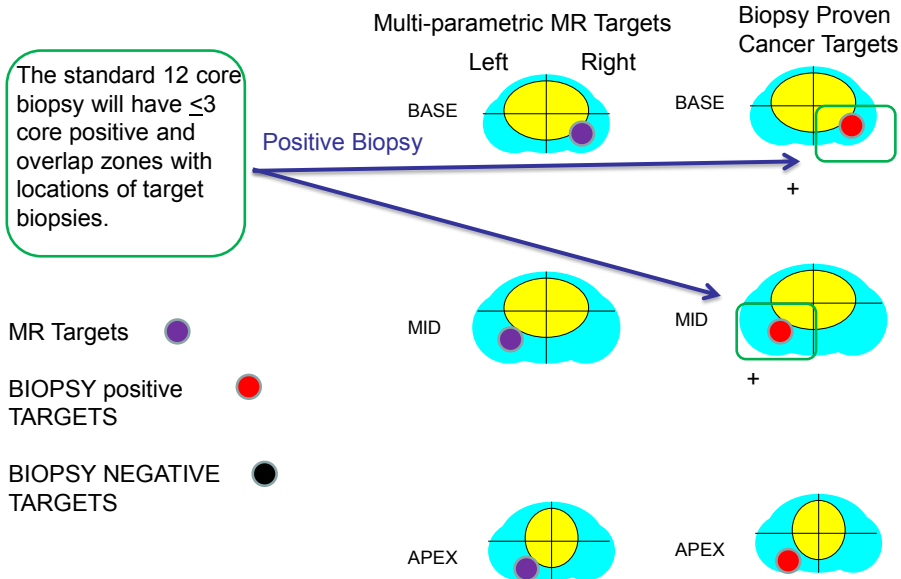 Multi-parametric MR Targets
Biopsy Proven
Cancer Targets
Left
Right
The standard 12 core
biopsy will have <3
core positive and
overlap zones with
locations of target
biopsies.
BASE
BASE
Positive Biopsy
+
MID
MID
+
MR Targets
BIOPSY positive
TARGETS
BIOPSY NEGATIVE
TARGETS
APEX
APEX